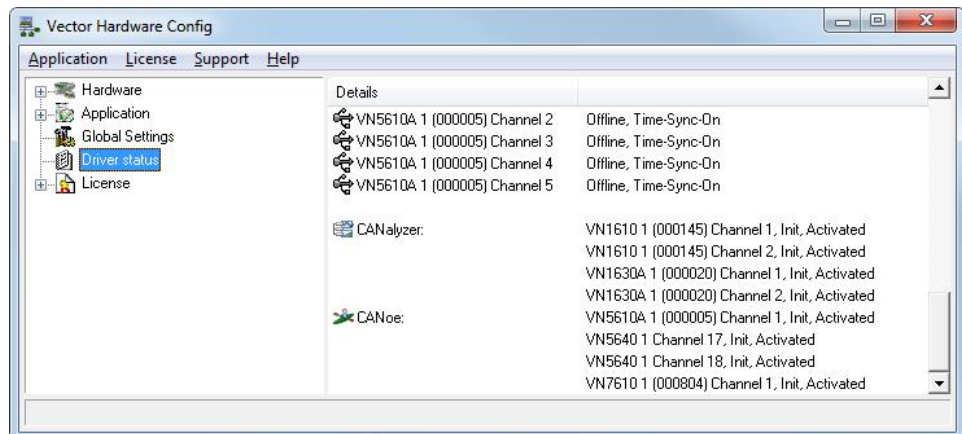 Vector Hardware Config
Application License Support Help
Hardware
Application
Global Settings
Driver status
License
Details
VN5610A 1 (000005) Channel 2 Offline, Time-Sync-On
VN5610A 1 (000005) Channel 3 Offline, Time-Sync-On
VN5610A 1 (000005) Channel 4 Offline, Time-Sync-On
VN5610A 1 (000005) Channel 5 Offline, Time-Sync-On
CANalyzer: VN1610 1 (000145) Channel 1, Init, Activated
VN1610 1 (000145) Channel 2, Init, Activated
VN1630A 1 (000020) Channel 1, Init, Activated
VN1630A 1 (000020) Channel 2, Init, Activated
CANoe: VN5610A 1 (000005) Channel 1, Init, Activated
VN5640 1 Channel 17, Init, Activated
VN5640 1 Channel 18, Init, Activated
VN7610 1 (000804) Channel 1, Init, Activated